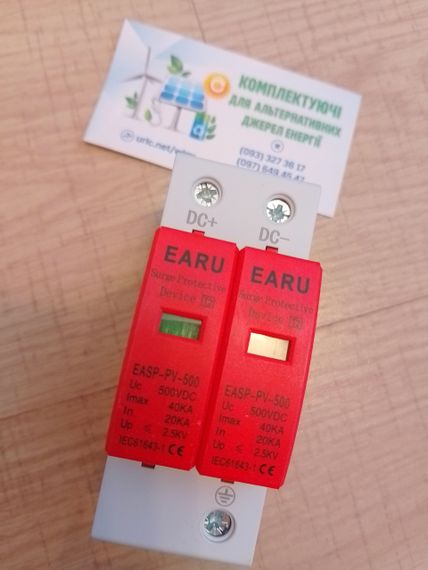 КОМПЛЕКТУЮЧІ
ДЛЯ АЛЬТЕРНАТИВНИХ
ДЖЕРЕЛ ЕНЕРГІЇ
(093) 327 36 17
DC+
DC-
EARU
Surge Protective
Device
EASP-PV-500
Uc 500VDC
Imax 40KA
In 20KA
Up ≤ 2.5KV
IEC61643-1 CE
EARU
Surge Protective
Device
EASP-PV-500
Uc 500VDC
Imax 40KA
In 20KA
Up ≤ 2.5KV
IEC61643-1 CE